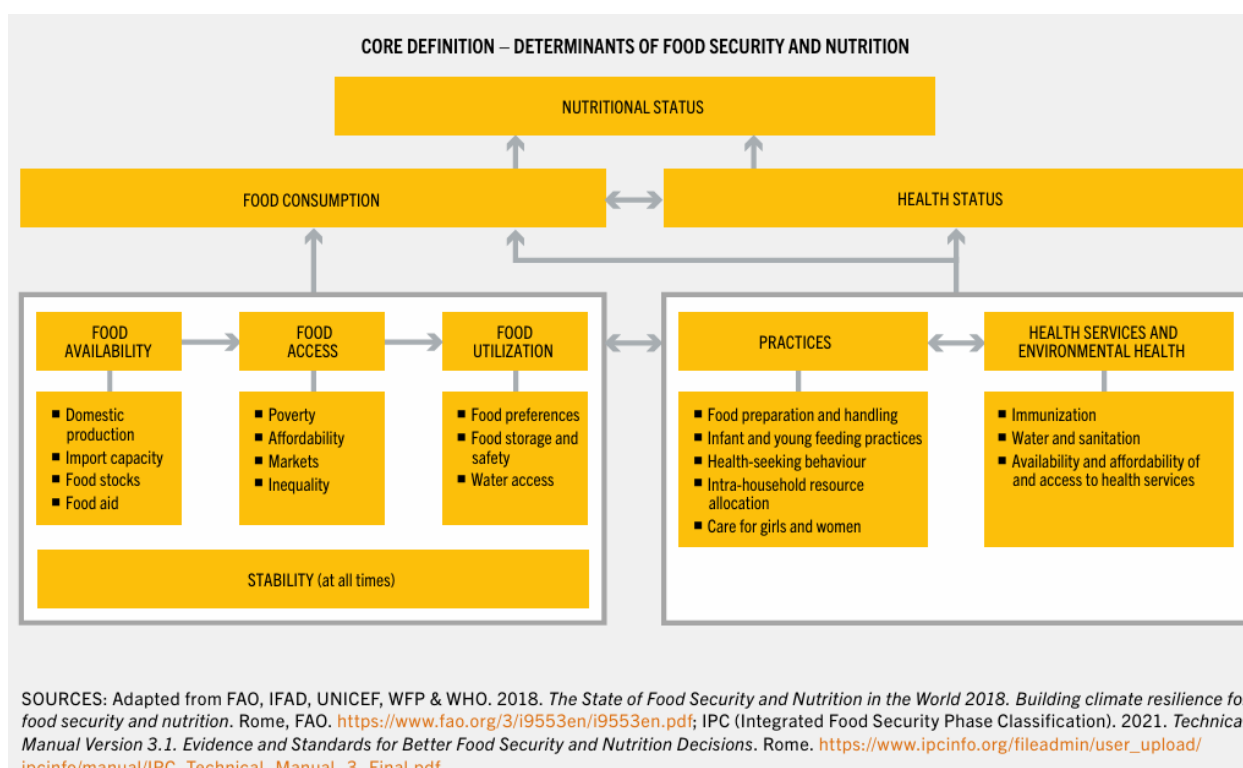 CORE DEFINITION – DETERMINANTS OF FOOD SECURITY AND NUTRITION
NUTRITIONAL STATUS
FOOD CONSUMPTION
HEALTH STATUS
FOOD
AVAILABILITY
FOOD
ACCESS
FOOD
UTILIZATION
PRACTICES
HEALTH SERVICES AND
ENVIRONMENTAL HEALTH
■ Domestic
production
■ Import capacity
■ Food stocks
■ Food aid
■ Poverty
■ Affordability
■ Markets
■ Inequality
■ Food preferences
■ Food storage and
safety
■ Water access
■ Food preparation and handling
■ Infant and young feeding practices
■ Health-seeking behaviour
■ Intra-household resource
allocation
■ Care for girls and women
■ Immunization
■ Water and sanitation
■ Availability and affordability of
and access to health services
STABILITY (at all times)
SOURCES: Adapted from FAO, IFAD, UNICEF, WFP & WHO. 2018. The State of Food Security and Nutrition in the World 2018. Building climate resilience fo
food security and nutrition. Rome, FAO. https://www.fao.org/3/i9553en/i9553en.pdf; IPC (Integrated Food Security Phase Classification). 2021. Technica
Manual Version 3.1. Evidence and Standards for Better Food Security and Nutrition Decisions. Rome. https://www.ipcinfo.org/fileadmin/user_upload/
ipcinfo/manual/IPC_Technical_Manual_3_Final.pdf